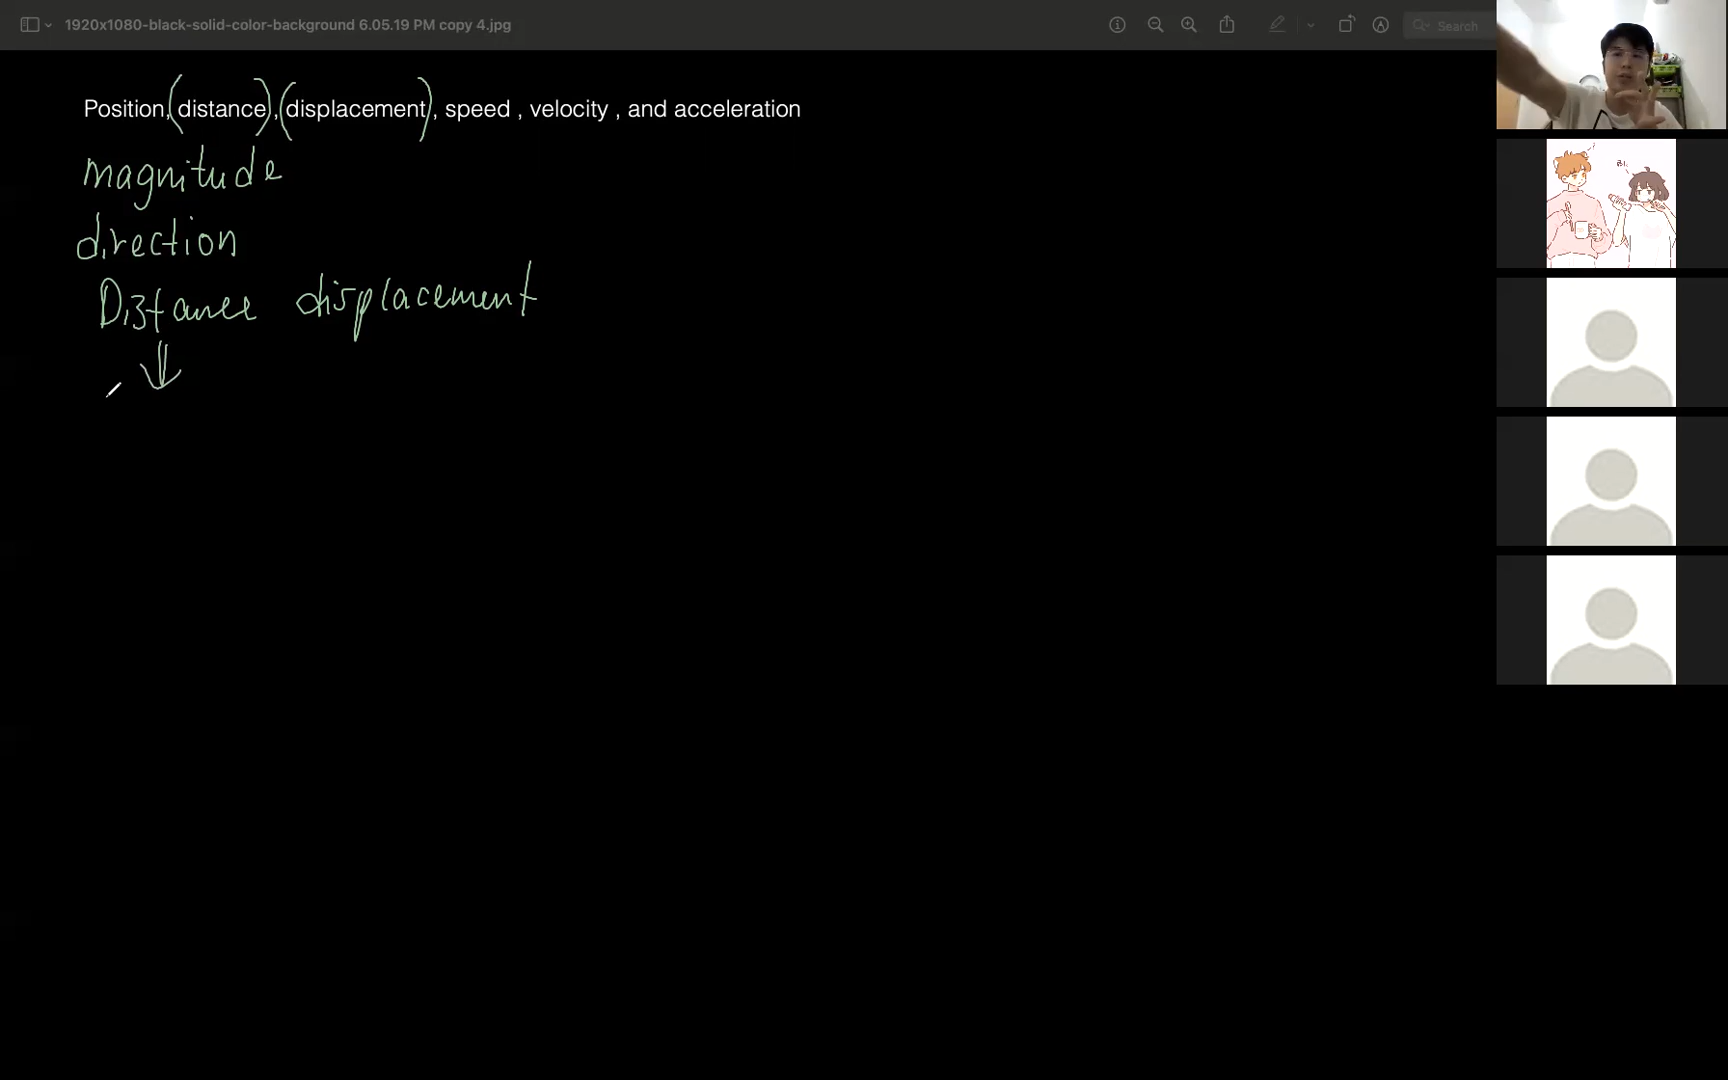 1920x1080-black-solid-color-background 6.05.19 PM copy 4.jpg
Search
Position, (distance), (displacement), speed , velocity , and acceleration
magnitude
direction
Distance displacement